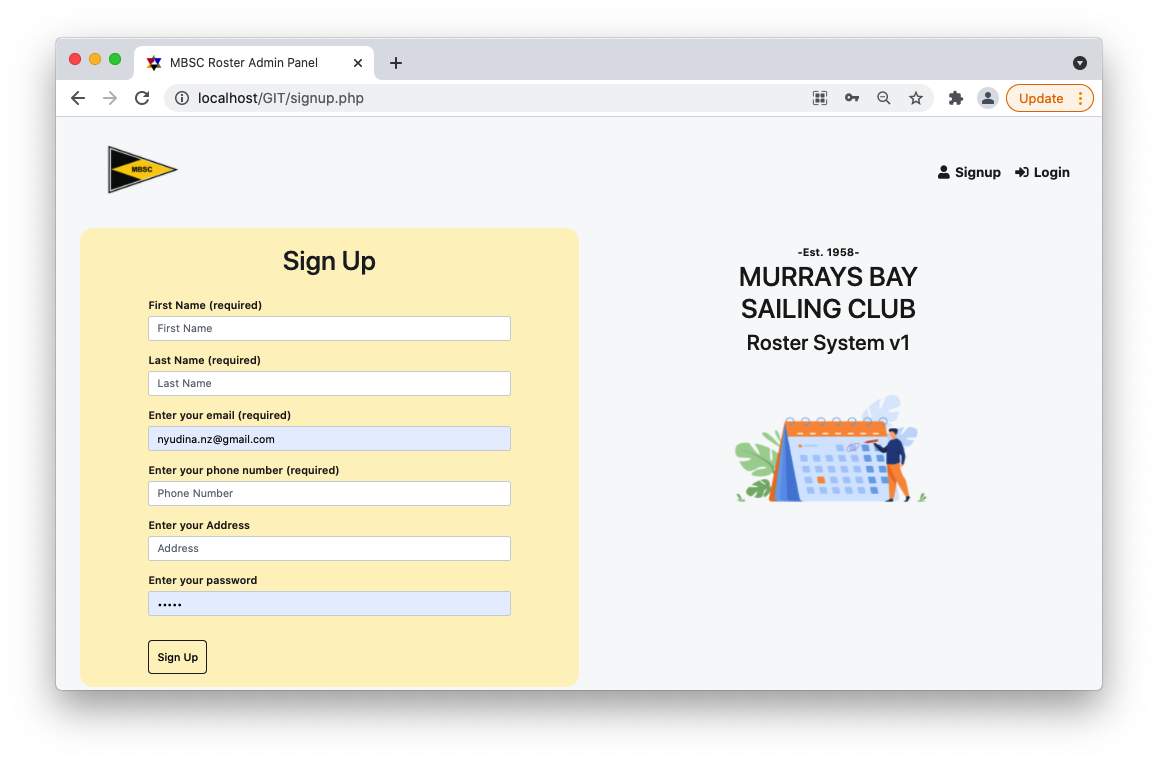 MBSC Roster Admin Panel
localhost/GIT/signup.php
Update
MBSC
Signup
Login
Sign Up
First Name (required)
First Name
Last Name (required)
Last Name
Enter your email (required)
nyudina.nz@gmail.com
Enter your phone number (required)
Phone Number
Enter your Address
Address
Enter your password
•••••
Sign Up
-Est. 1958-
MURRAYS BAY
SAILING CLUB
Roster System v1